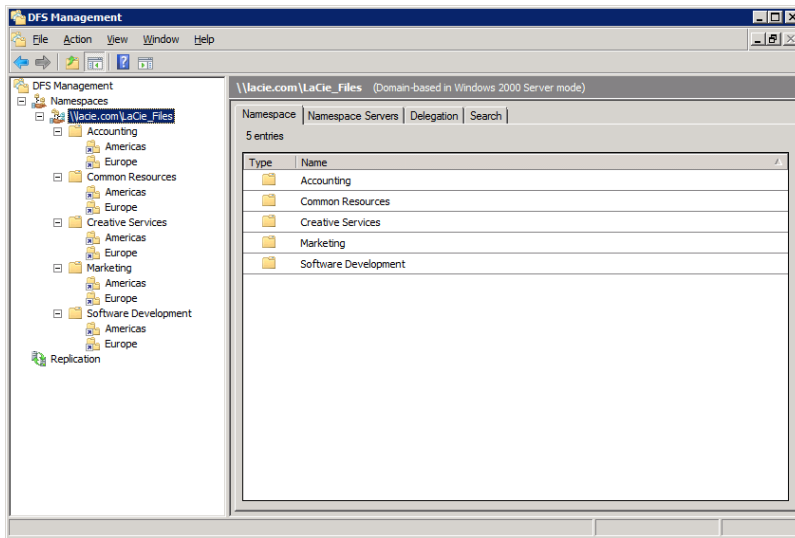 DFS Management
File Action View Window Help
DFS Management
Namespaces
\\lacie.com\LaCie_Files
Accounting
Americas
Europe
Common Resources
Americas
Europe
Creative Services
Americas
Europe
Marketing
Americas
Europe
Software Development
Americas
Europe
Replication
\\lacie.com\LaCie_Files (Domain-based in Windows 2000 Server mode)
Namespace Namespace Servers Delegation Search
5 entries
Type Name
Accounting
Common Resources
Creative Services
Marketing
Software Development